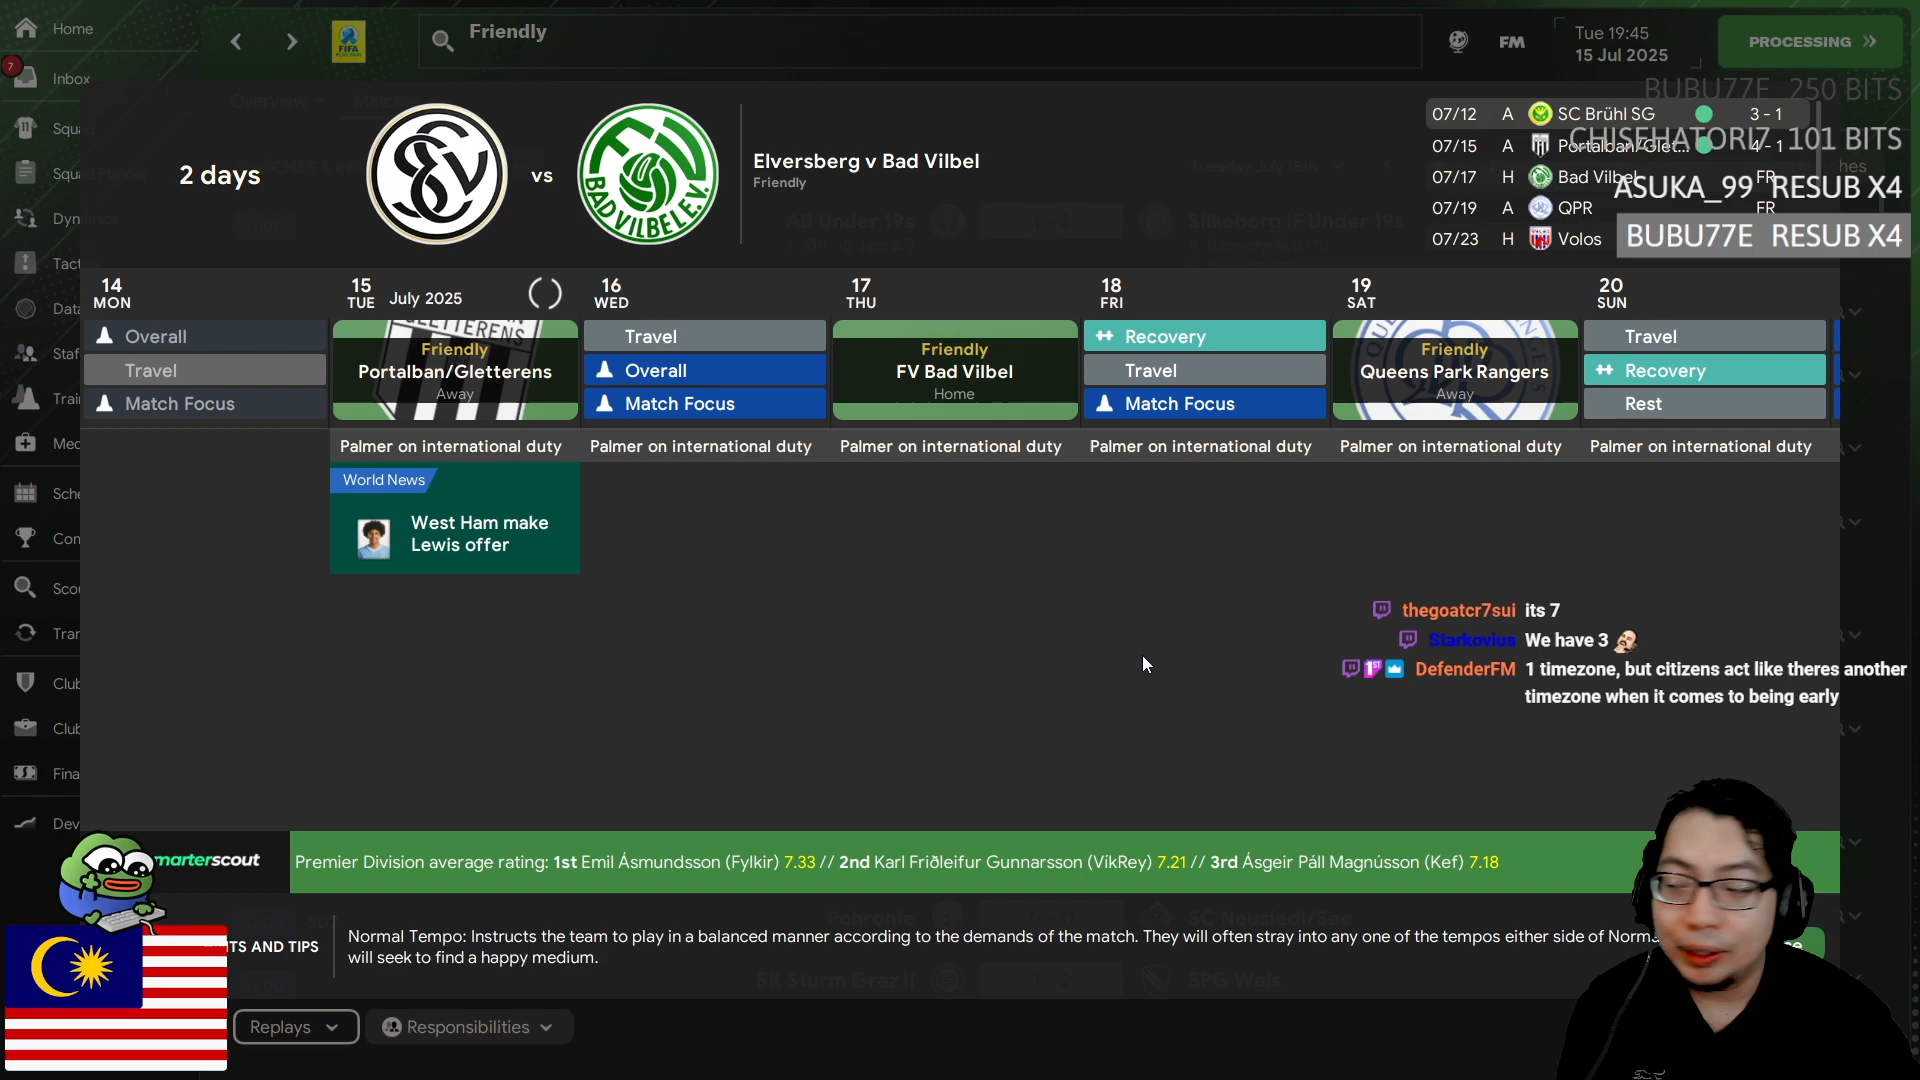 Home
Friendly
FM
Tue 19:45
15 Jul 2025
PROCESSING
7
Inbox
BUBU77E 250 BITS
07/12 A SC Brühl SG 3 - 1
CHISEHATORI7 101 BITS
07/15 A Portalban/Glet... 4 - 1
07/17 H Bad Vilbel FR
ASUKA_99 RESUB X4
07/19 A QPR FR
BUBU77E RESUB X4
07/23 H Volos
2 days
vs
BAD VILBEL E.V.
Elversberg v Bad Vilbel
Friendly
14
MON
15
TUE July 2025
16
WED
17
THU
18
FRI
19
SAT
20
SUN
Overall
Travel
Match Focus
GLETTERENS
Friendly
Portalban/Gletterens
Away
Travel
Overall
Match Focus
Friendly
FV Bad Vilbel
Home
Recovery
Travel
Match Focus
Friendly
Queens Park Rangers
Away
Travel
Recovery
Rest
Palmer on international duty
Palmer on international duty
Palmer on international duty
Palmer on international duty
Palmer on international duty
Palmer on international duty
World News
West Ham make
Lewis offer
thegoatcr7sui its 7
Starkovius We have 3
DefenderFM 1 timezone, but citizens act like theres another
timezone when it comes to being early
marterscout
Premier Division average rating: 1st Emil Ásmundsson (Fylkir) 7.33 // 2nd Karl Friðleifur Gunnarsson (VíkRey) 7.21 // 3rd Ásgeir Páll Magnússon (Kef) 7.18
NTS AND TIPS
Normal Tempo: Instructs the team to play in a balanced manner according to the demands of the match. They will often stray into any one of the tempos either side of Norma
will seek to find a happy medium.
Replays
Responsibilities